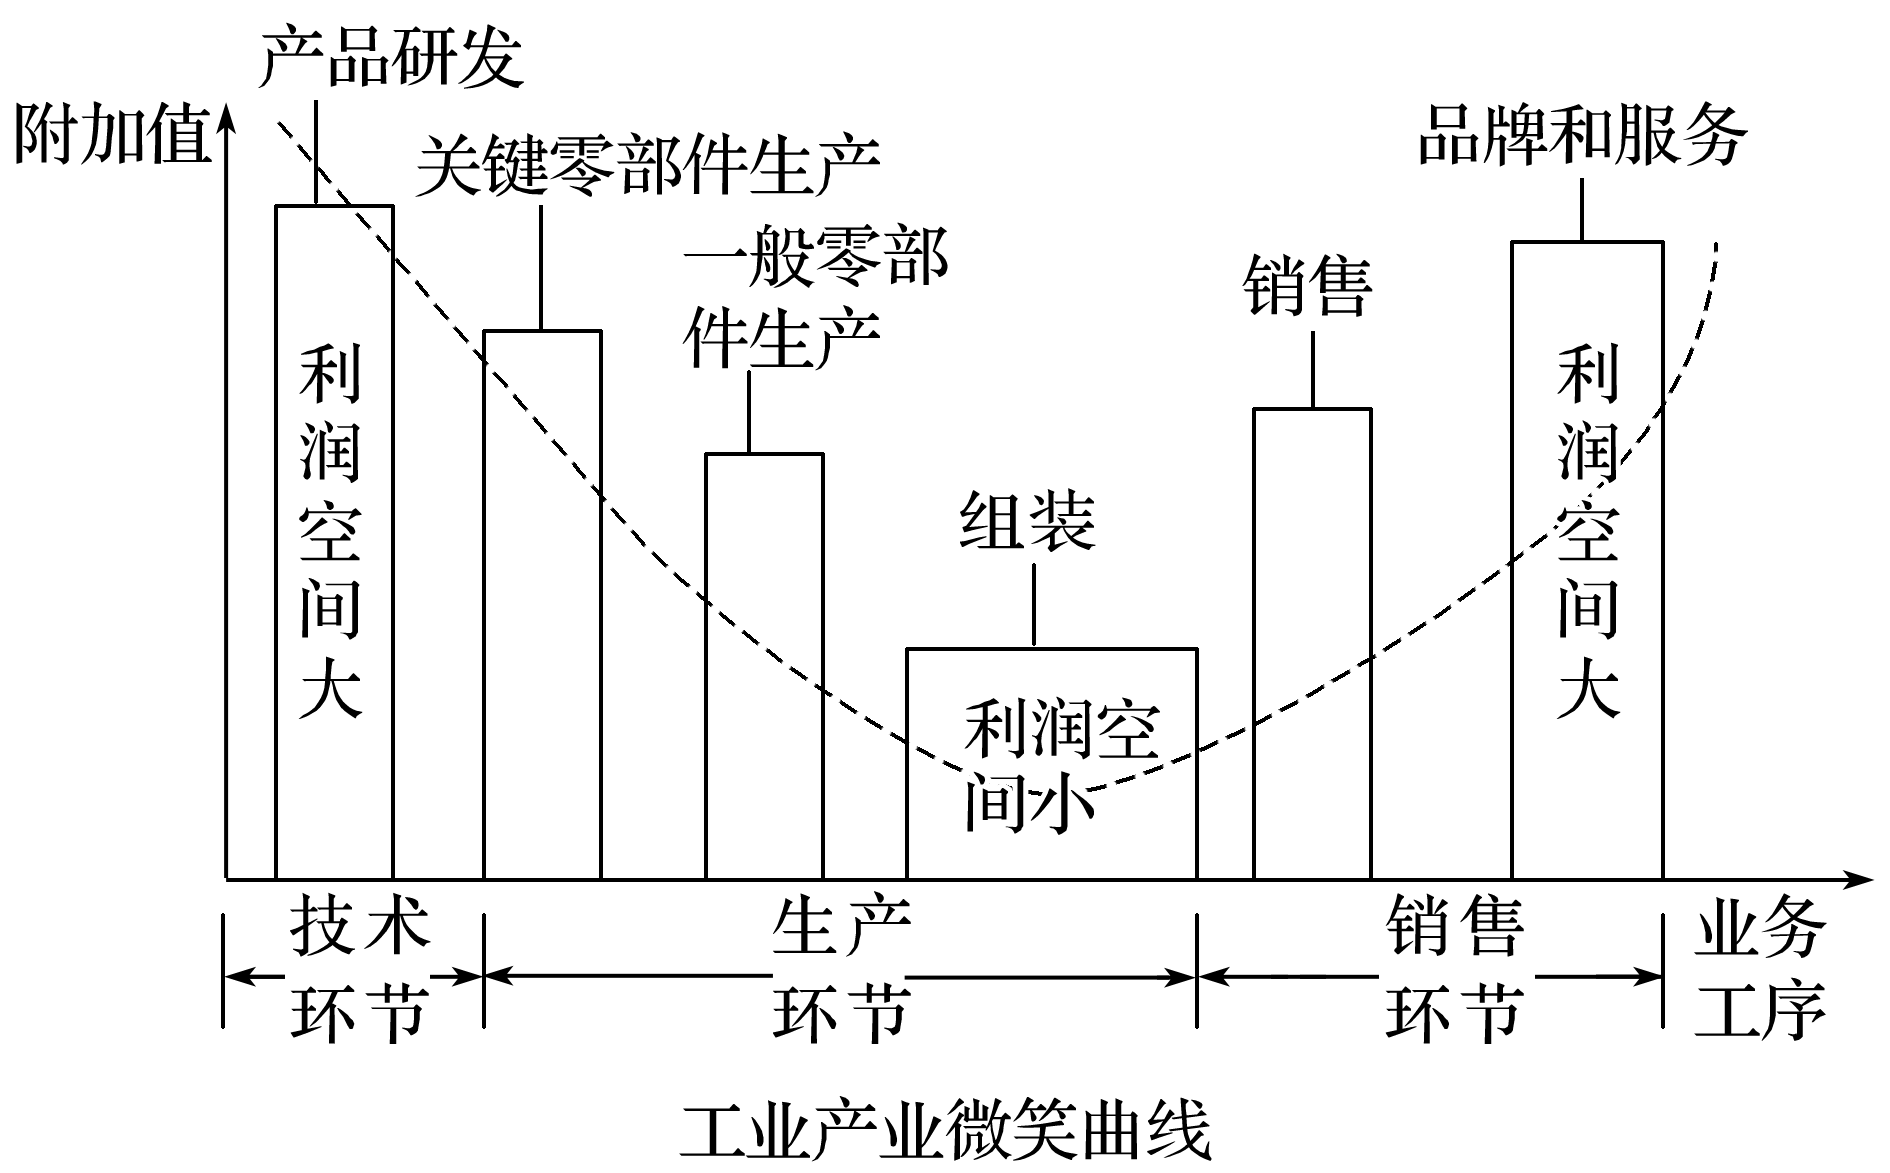 产品研发
附加值
关键零部件生产
品牌和服务
一般零部
件生产
销售
组装
利润空间大
利润空
间小
利润空间大
技术
环节
生产
环节
销售
环节
业务
工序
工业产业微笑曲线